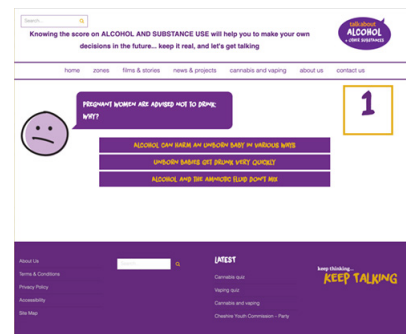 Search...
talkabout
ALCOHOL
+ OTHER SUBSTANCES
Knowing the score on ALCOHOL AND SUBSTANCE USE will help you to make your own
decisions in the future... keep it real, and let's get talking
home zones films & stories news & projects cannabis and vaping about us contact us
PREGNANT WOMEN ARE ADVISED NOT TO DRINK:
WHY?
1
ALCOHOL CAN HARM AN UNBORN BABY IN VARIOUS WAYS
UNBORN BABIES GET DRUNK VERY QUICKLY
ALCOHOL AND THE AMNIOTIC FLUID DON'T MIX
About Us
Terms & Conditions
Privacy Policy
Accessibility
Site Map
Search...
LATEST
Cannabis quiz
Vaping quiz
Cannabis and vaping
Cheshire Youth Commission – Party
keep thinking...
KEEP TALKING